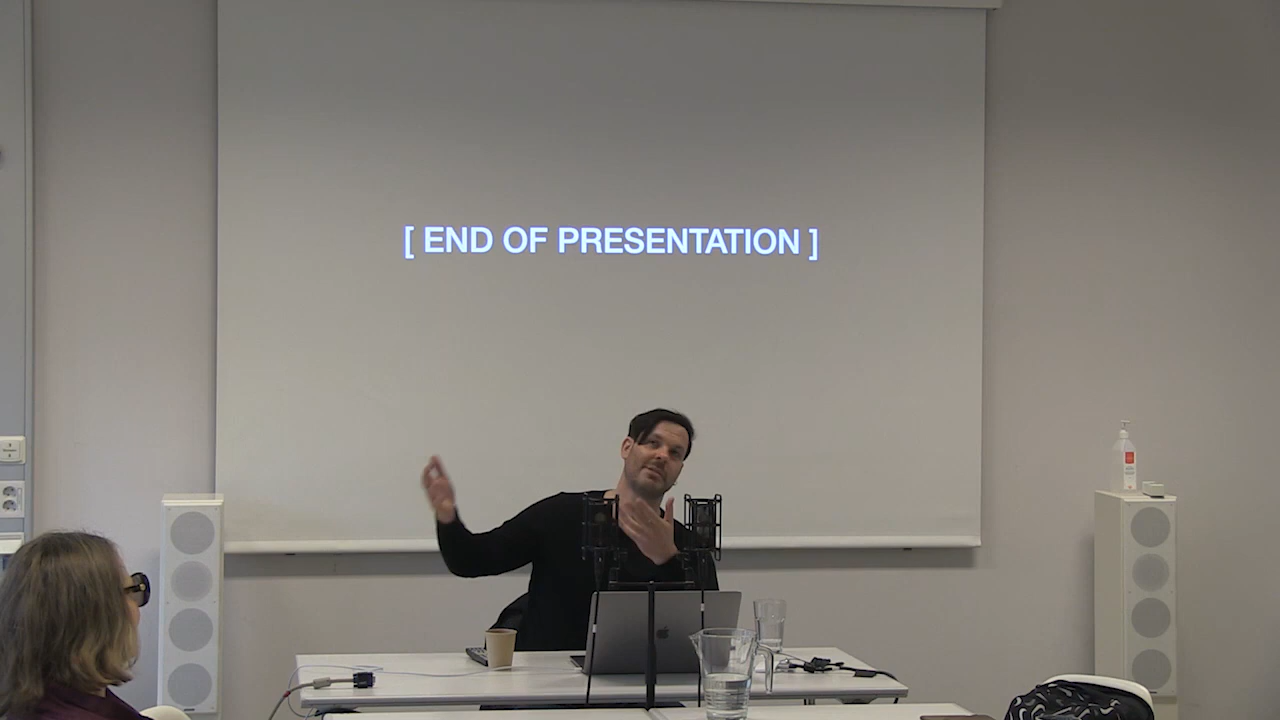 [ END OF PRESENTATION ]